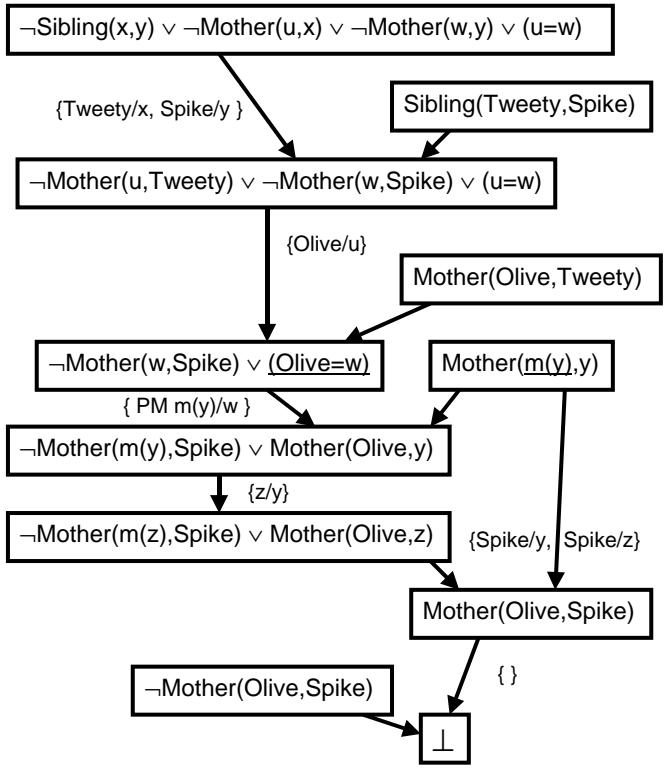 ¬Sibling(x,y) ∨ ¬Mother(u,x) ∨ ¬Mother(w,y) ∨ (u=w)
{Tweety/x, Spike/y }
Sibling(Tweety,Spike)
¬Mother(u,Tweety) ∨ ¬Mother(w,Spike) ∨ (u=w)
{Olive/u}
Mother(Olive,Tweety)
¬Mother(w,Spike) ∨ (Olive=w)
Mother(m(y),y)
{ PM m(y)/w }
¬Mother(m(y),Spike) ∨ Mother(Olive,y)
{z/y}
¬Mother(m(z),Spike) ∨ Mother(Olive,z)
{Spike/y, Spike/z}
Mother(Olive,Spike)
{ }
¬Mother(Olive,Spike)
⊥